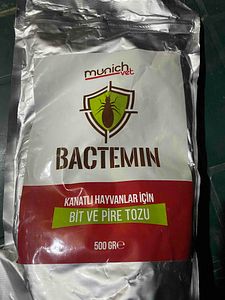 munich
vet
BACTEMIN
KANATLI HAYVANLAR İÇİN
BİT VE PİRE TOZU
500 GR℮